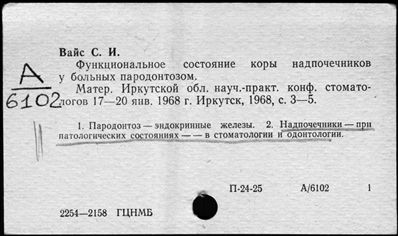 Вайс С. И.
Функциональное состояние коры надпочечников
у больных пародонтозом.
А
6102
Матер. Иркутской обл. науч.-практ. конф. стомато-
логов 17—20 янв. 1968 г. Иркутск, 1968, с. 3—5.
1. Пародонтоз — эндокринные железы. 2. Надпочечники — при
патологических состояниях — — в стоматологии и одонтологии.
П-24-25 А/6102 1
2254—2158 ГЦНМБ